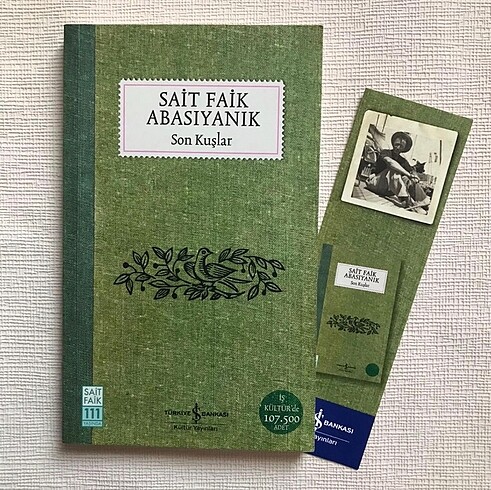 SAİT FAİK
ABASIYANIK
Son Kuşlar
SAİT
FAİK
111
YAŞINDA
TÜRKİYE İŞ BANKASI
Kültür Yayınları
İŞ
KÜLTÜR'de
107.500
ADET
SAİT FAİK
ABASIYANIK
Son Kuşlar
BANKASI
Yayınları